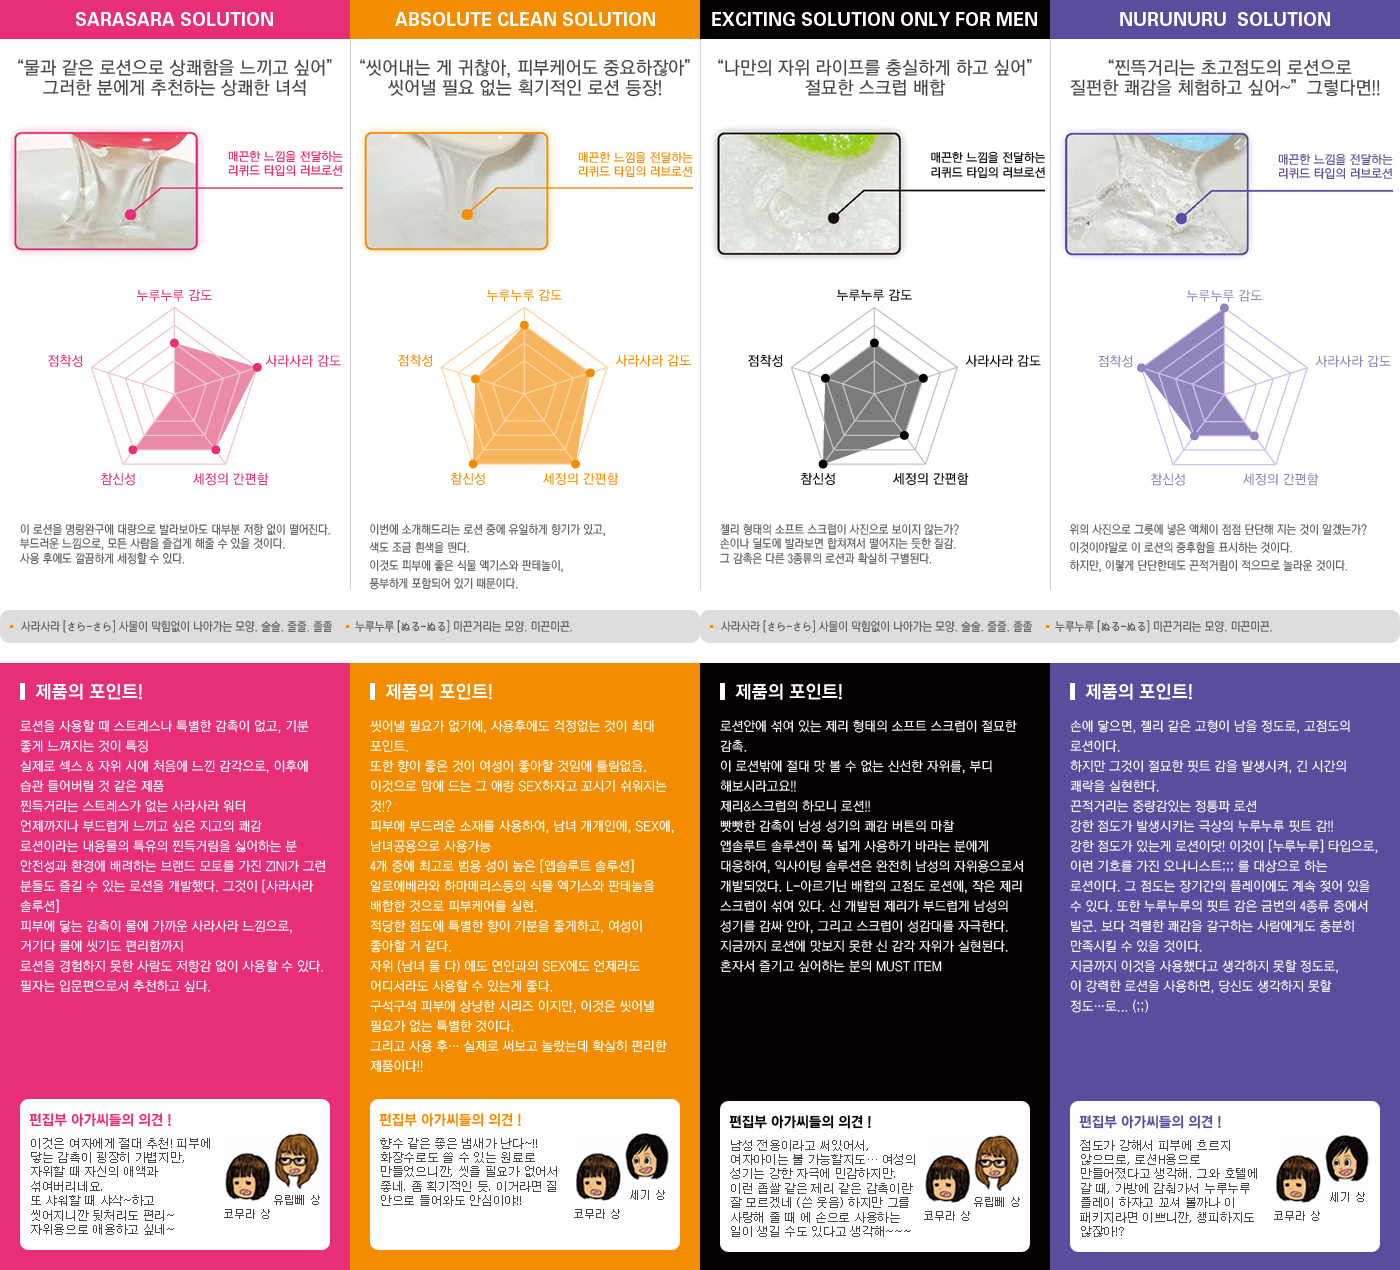 SARASARA SOLUTION
“물과 같은 로션으로 상쾌함을 느끼고 싶어”
그러한 분에게 추천하는 상쾌한 녀석
매끈한 느낌을 전달하는
리퀴드 타입의 러브로션
누루누루 감도
사라사라 감도
점착성
참신성
세정의 간편함
이 로션을 명랑완구에 대량으로 발라보아도 대부분 저항 없이 떨어진다.
부드러운 느낌으로, 모든 사람을 즐겁게 해줄 수 있을 것이다.
사용 후에도 깔끔하게 세정할 수 있다.
ABSOLUTE CLEAN SOLUTION
“씻어내는 게 귀찮아, 피부케어도 중요하잖아”
씻어낼 필요 없는 획기적인 로션 등장!
매끈한 느낌을 전달하는
리퀴드 타입의 러브로션
누루누루 감도
사라사라 감도
점착성
참신성
세정의 간편함
이번에 소개해드리는 로션 중에 유일하게 향기가 있고,
색도 조금 흰색을 띈다.
이것도 피부에 좋은 식물 엑기스와 판테놀이,
풍부하게 포함되어 있기 때문이다.
EXCITING SOLUTION ONLY FOR MEN
“나만의 자위 라이프를 충실하게 하고 싶어”
절묘한 스크럽 배합
매끈한 느낌을 전달하는
리퀴드 타입의 러브로션
누루누루 감도
사라사라 감도
점착성
참신성
세정의 간편함
젤리 형태의 소프트 스크럽이 사진으로 보이지 않는가?
손이나 딜도에 발라보면 합쳐져서 떨어지는 듯한 질감.
그 감촉은 다른 3종류의 로션과 확실히 구별된다.
NURUNURU SOLUTION
“찐뜩거리는 초고점도의 로션으로
질편한 쾌감을 체험하고 싶어~” 그렇다면!!
매끈한 느낌을 전달하는
리퀴드 타입의 러브로션
누루누루 감도
사라사라 감도
점착성
참신성
세정의 간편함
위의 사진으로 그릇에 넣은 액체이 점점 단단해 지는 것이 알겠는가?
이것이야말로 이 로션의 중후함을 표시하는 것이다.
하지만, 이렇게 단단한데도 끈적거림이 적으므로 놀라운 것이다.
사라사라 [さら-さら] 사물이 막힘없이 나아가는 모양. 술술. 줄줄. 졸졸 누루누루 [ぬる-ぬる] 미끈거리는 모양. 미끈미끈.
사라사라 [さら-さら] 사물이 막힘없이 나아가는 모양. 술술. 줄줄. 졸졸 누루누루 [ぬる-ぬる] 미끈거리는 모양. 미끈미끈.
제품의 포인트!
로션을 사용할 때 스트레스나 특별한 감촉이 없고, 기분
좋게 느껴지는 것이 특징
실제로 섹스 & 자위 시에 처음에 느낀 감각으로, 이후에
습관 들어버릴 것 같은 제품
찐득거리는 스트레스가 없는 사라사라 워터
언제까지나 부드럽게 느끼고 싶은 지고의 쾌감
로션이라는 내용물의 특유의 찐득거림을 싫어하는 분
안전성과 환경에 배려하는 브랜드 모토를 가진 ZINI가 그런
분들도 즐길 수 있는 로션을 개발했다. 그것이 [사라사라
솔루션]
피부에 닿는 감촉이 물에 가까운 사라사라 느낌으로,
거기다 물에 씻기도 편리함까지
로션을 경험하지 못한 사람도 저항감 없이 사용할 수 있다.
필자는 입문편으로서 추천하고 싶다.
편집부 아가씨들의 의견 !
이것은 여자에게 절대 추천! 피부에
닿는 감촉이 굉장히 가볍지만,
자위할 때 자신의 애액과
섞여버리네요.
또 샤워할 때 샤샥~하고
씻어지니깐 뒷처리도 편리~
자위용으로 애용하고 싶네~
코무라 상
유립뻬 상
제품의 포인트!
씻어낼 필요가 없기에, 사용후에도 걱정없는 것이 최대
포인트.
또한 향이 좋은 것이 여성이 좋아할 것임에 틀림없음.
이것으로 맘에 드는 그 애랑 SEX하자고 꼬시기 쉬워지는
것!?
피부에 부드러운 소재를 사용하여, 남녀 개개인에, SEX에,
남녀공용으로 사용가능
4개 중에 최고로 범용 성이 높은 [앱솔루트 솔루션]
알로에베라와 하마메리스등의 식물 엑기스와 판테놀을
배합한 것으로 피부케어를 실현.
적당한 점도에 특별한 향이 기분을 좋게하고, 여성이
좋아할 거 같다.
자위 (남녀 둘 다) 에도 연인과의 SEX에도 언제라도
어디서라도 사용할 수 있는게 좋다.
구석구석 피부에 상냥한 시리즈 이지만, 이것은 씻어낼
필요가 없는 특별한 것이다.
그리고 사용 후… 실제로 써보고 놀랐는데 확실히 편리한
제품이다!!
편집부 아가씨들의 의견 !
향수 같은 좋은 냄새가 난다~!!
화장수로도 쓸 수 있는 원료로
만들었으니깐, 씻을 필요가 없어서
좋네. 좀 획기적인 듯. 이거라면 질
안으로 들어와도 안심이야!!
코무라 상
세기 상
제품의 포인트!
로션안에 섞여 있는 제리 형태의 소프트 스크럽이 절묘한
감촉.
이 로션밖에 절대 맛 볼 수 없는 신선한 자위를, 부디
해보시라고요!!
제리&스크럽의 하모니 로션!!
빳빳한 감촉이 남성 성기의 쾌감 버튼의 마찰
앱솔루트 솔루션이 폭 넓게 사용하기 바라는 분에게
대응하여, 익사이팅 솔루션은 완전히 남성의 자위용으로서
개발되었다. L-아르기닌 배합의 고점도 로션에, 작은 제리
스크럽이 섞여 있다. 신 개발된 제리가 부드럽게 남성의
성기를 감싸 안아, 그리고 스크럽이 성감대를 자극한다.
지금까지 로션에 맛보지 못한 신 감각 자위가 실현된다.
혼자서 즐기고 싶어하는 분의 MUST ITEM
편집부 아가씨들의 의견 !
남성 전용이라고 써있어서,
여자아이는 불 가능할지도… 여성의
성기는 강한 자극에 민감하지만.
이런 좁쌀 같은 제리 같은 감촉이란
잘 모르겠네 (쓴 웃음) 하지만 그를
사랑해 줄 때 에 손으로 사용하는
일이 생길 수도 있다고 생각해~~~
코무라 상
유립뻬 상
제품의 포인트!
손에 닿으면, 젤리 같은 고형이 남을 정도로, 고점도의
로션이다.
하지만 그것이 절묘한 핏트 감을 발생시켜, 긴 시간의
쾌락을 실현한다.
끈적거리는 중량감있는 정통파 로션
강한 점도가 발생시키는 극상의 누루누루 핏트 감!!
강한 점도가 있는게 로션이닷! 이것이 [누루누루] 타입으로,
이런 기호를 가진 오나니스트;;; 를 대상으로 하는
로션이다. 그 점도는 장기간의 플레이에도 계속 젖어 있을
수 있다. 또한 누루누루의 핏트 감은 금번의 4종류 중에서
발군. 보다 격렬한 쾌감을 갈구하는 사람에게도 충분히
만족시킬 수 있을 것이다.
지금까지 이것을 사용했다고 생각하지 못할 정도로,
이 강력한 로션을 사용하면, 당신도 생각하지 못할
정도…로... (;;)
편집부 아가씨들의 의견 !
점도가 강해서 피부에 흐르지
않으므로, 로션H용으로
만들어졌다고 생각해. 그와 호텔에
갈 때, 가방에 감춰가서 누루누루
플레이 하자고 꼬셔 볼까나 이
패키지라면 이쁘니깐, 챙피하지도
않잖아!?
코무라 상
세기 상